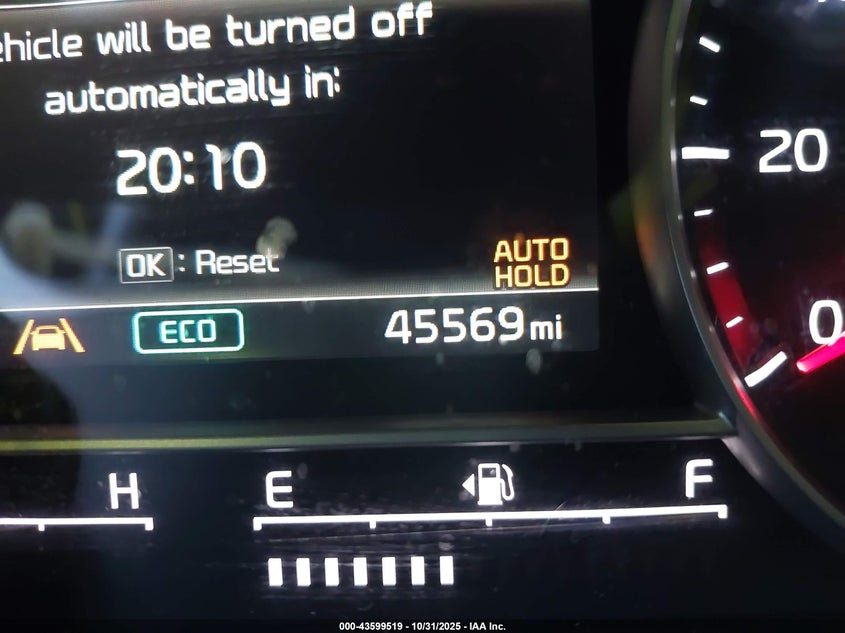 vehicle will be turned off
automatically in:
20:10
OK : Reset
AUTO
HOLD
ECO
45569 mi
20
0
H
E
F
000-43599519 - 10/31/2025 - IAA Inc.